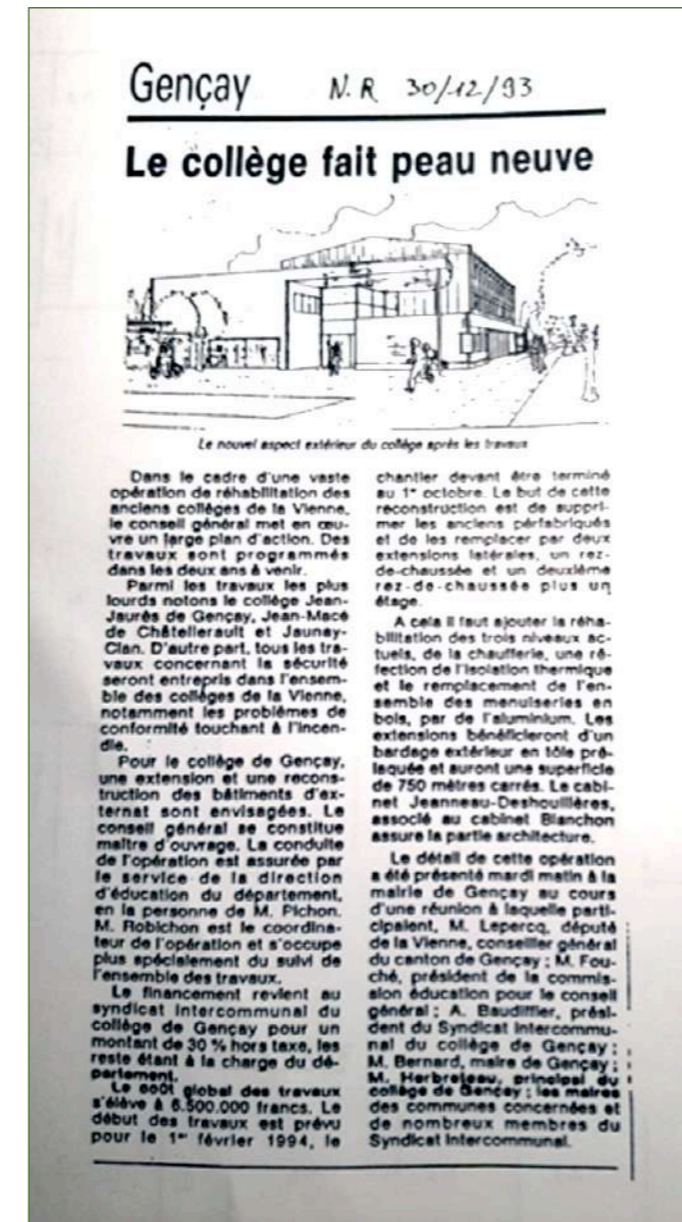 Gençay N.R 30/12/93
Le collège fait peau neuve
Le nouvel aspect extérieur du collège après les travaux
Dans le cadre d'une vaste
opération de réhabilitation des
anciens collèges de la Vienne,
le conseil général met en œu-
vre un large plan d'action. Des
travaux sont programmés
dans les deux ans à venir.
Parmi les travaux les plus
lourds notons le collège Jean-
Jaurès de Gençay, Jean-Macé
de Châtellerault et Jaunay-
Clan. D'autre part, tous les tra-
vaux concernant la sécurité
seront entrepris dans l'ensem-
ble des collèges de la Vienne,
notamment les problèmes de
conformité touchant à l'incen-
die.
Pour le collège de Gençay,
une extension et une recons-
truction des bâtiments d'ex-
ternat sont envisagées. Le
conseil général se constitue
maître d'ouvrage. La conduite
de l'opération est assurée par
le service de la direction
d'éducation du département,
en la personne de M. Pichon.
M. Robichon est le coordina-
teur de l'opération et s'occupe
plus spécialement du suivi de
l'ensemble des travaux.
Le financement revient au
syndicat intercommunal du
collège de Gençay pour un
montant de 30 % hors taxe, les
reste étant à la charge du dé-
partement.
Le coût global des travaux
s'élève à 6.500.000 francs. Le
début des travaux est prévu
pour le 1er février 1994, le
chantier devant être terminé
au 1er octobre. Le but de cette
reconstruction est de suppri-
mer les anciens périfabriqués
et de les remplacer par deux
extensions latérales, un rez-
de-chaussée et un deuxième
rez-de-chaussée plus un
étage.
A cela il faut ajouter la réha-
bilitation des trois niveaux ac-
tuels, de la chaufferie, une ré-
fection de l'isolation thermique
et le remplacement de l'en-
semble des menuiseries en
bois, par de l'aluminium. Les
extensions bénéficieront d'un
bardage extérieur en tôle pré-
laquée et auront une superficie
de 750 mètres carrés. Le cabi-
net Jeanneau-Deshoullières,
associé au cabinet Blanchon
assure la partie architecture.
Le détail de cette opération
a été présenté mardi matin à la
mairie de Gençay au cours
d'une réunion à laquelle parti-
cipaient, M. Lepercq, député
de la Vienne, conseiller général
du canton de Gençay ; M. Fou-
ché, président de la commis-
sion éducation pour le conseil
général ; A. Baudiffier, prési-
dent du Syndicat intercommu-
nal du collège de Gençay ;
M. Bernard, maire de Gençay ;
M. Herbreteau, principal du
collège de Gençay ; les maires
des communes concernées et
de nombreux membres du
Syndicat Intercommunal.